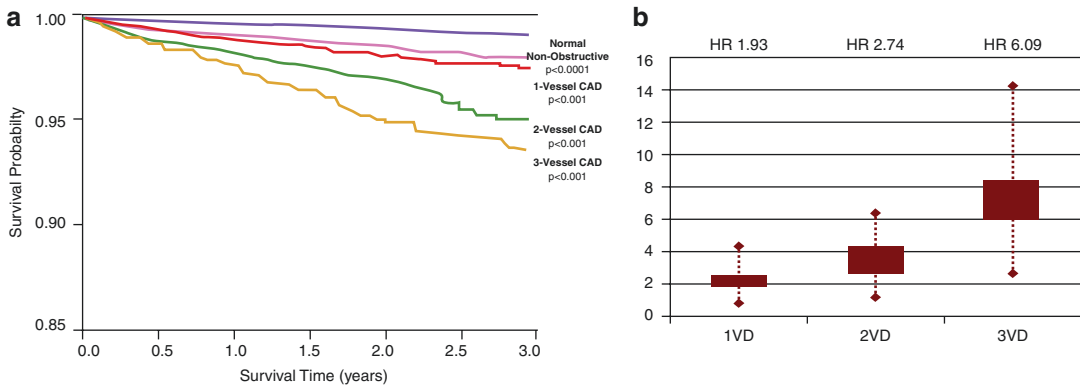 a
1.00
0.95
0.90
0.85
Survival Probabilty
0.0 0.5 1.0 1.5 2.0 2.5 3.0
Survival Time (years)
Normal
Non-Obstructive
p<0.0001
1-Vessel CAD
p<0.001
2-Vessel CAD
p<0.001
3-Vessel CAD
p<0.001
b
HR 1.93 HR 2.74 HR 6.09
16
14
12
10
8
6
4
2
0
1VD 2VD 3VD